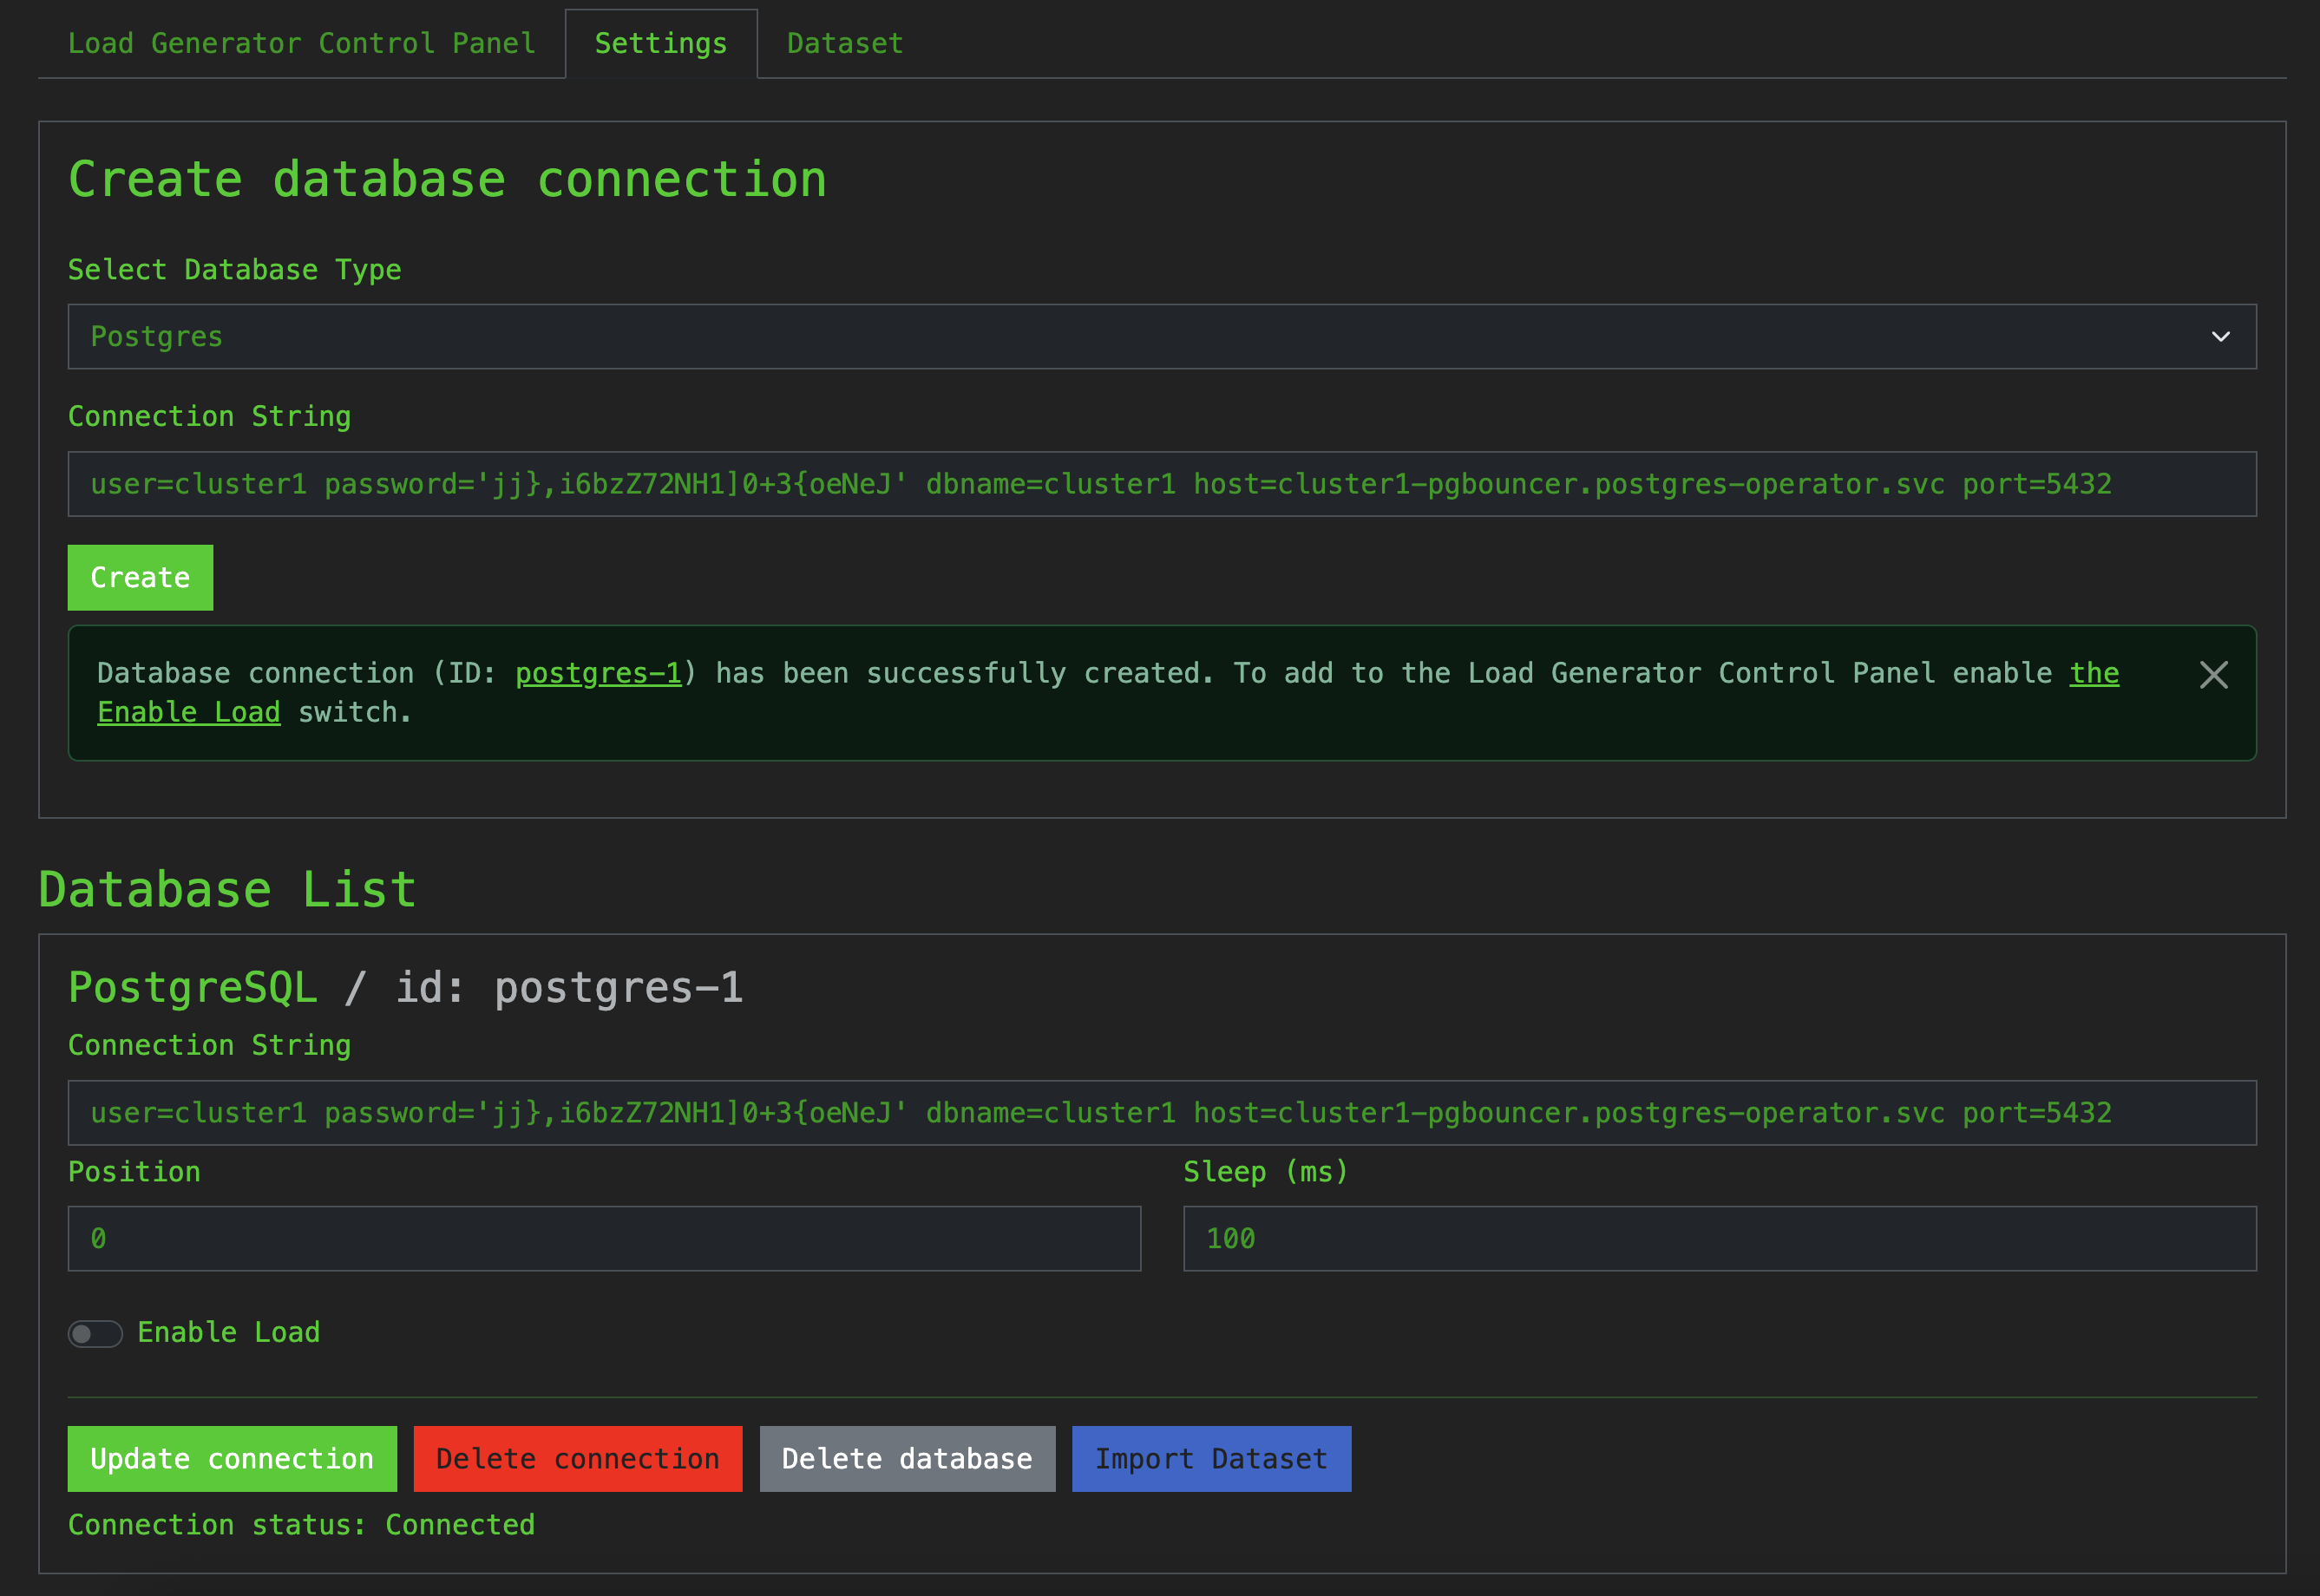 Load Generator Control Panel
Settings
Dataset
Create database connection
Select Database Type
Postgres
Connection String
user=cluster1 password='jj},i6bzZ72NH1]0+3{oeNeJ' dbname=cluster1 host=cluster1-pgbouncer.postgres-operator.svc port=5432
Create
Database connection (ID: postgres-1) has been successfully created. To add to the Load Generator Control Panel enable the
Enable Load switch.
Database List
PostgreSQL / id: postgres-1
Connection String
user=cluster1 password='jj},i6bzZ72NH1]0+3{oeNeJ' dbname=cluster1 host=cluster1-pgbouncer.postgres-operator.svc port=5432
Position
Sleep (ms)
0
100
Enable Load
Update connection
Delete connection
Delete database
Import Dataset
Connection status: Connected